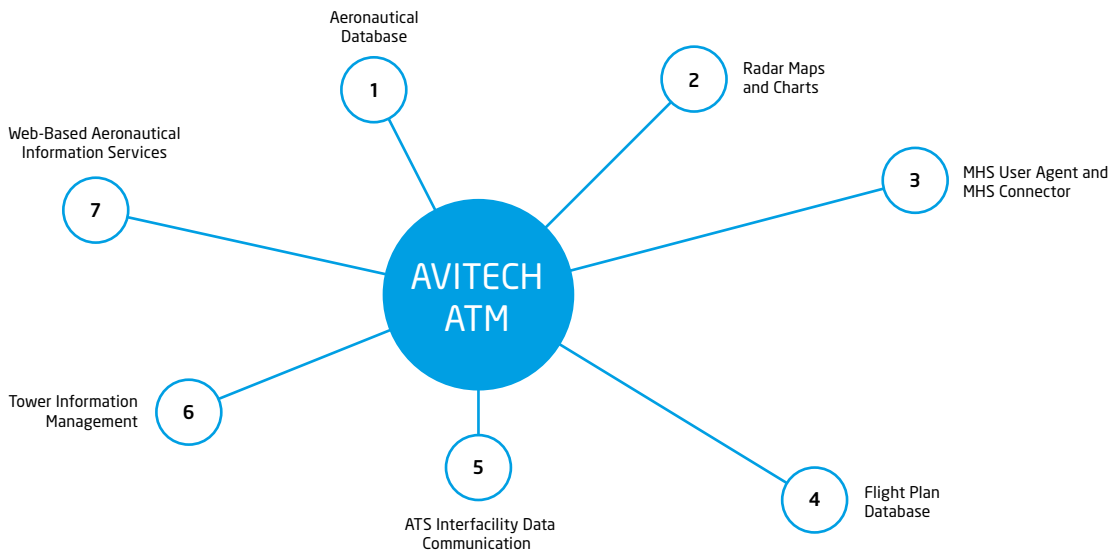 Aeronautical
Database
1
2
Radar Maps
and Charts
3
MHS User Agent and
MHS Connector
4
Flight Plan
Database
5
ATS Interfacility Data
Communication
6
Tower Information
Management
7
Web-Based Aeronautical
Information Services
AVITECH
ATM